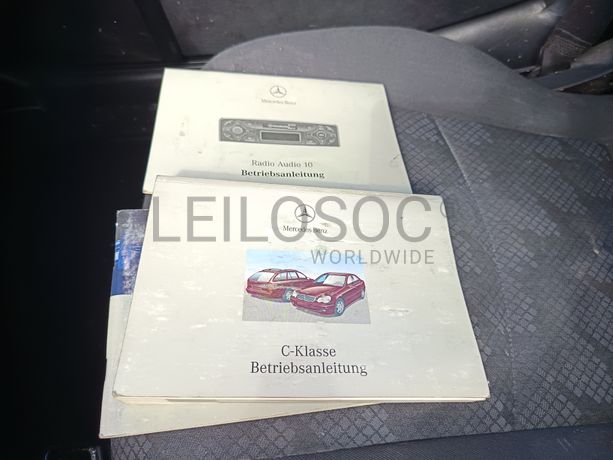 Mercedes-Benz
Radio Audio 10
Betriebsanleitung
LEILOSOC
WORLDWIDE
Mercedes-Benz
C-Klasse
Betriebsanleitung